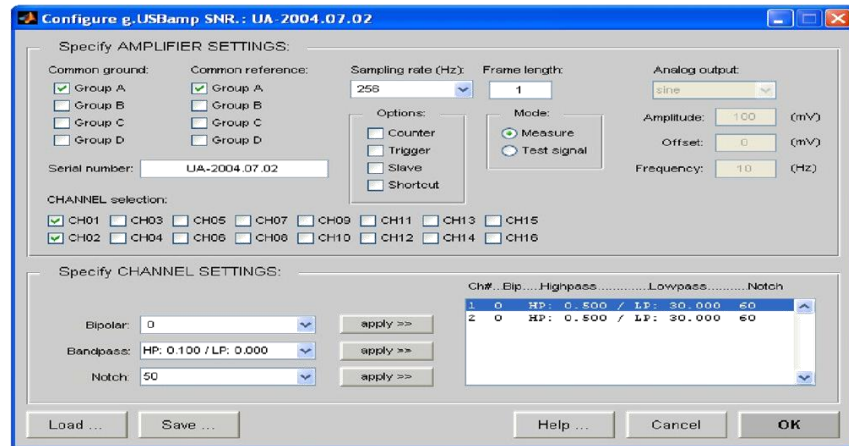 Configure g.USBamp SNR.: UA-2004.07.02
Specify AMPLIFIER SETTINGS:
Common ground: Common reference: Sampling rate (Hz): Frame length: Analog output:
Group A Group A 256 1 sine
Group B Group B Options: Mode: Amplitude: 100 (mV)
Group C Group C Counter Measure Offset: 0 (mV)
Group D Group D Trigger Test signal Frequency: 10 (Hz)
Serial number: UA-2004.07.02 Slave
Shortcut
CHANNEL selection:
CH01 CH03 CH05 CH07 CH09 CH11 CH13 CH15
CH02 CH04 CH06 CH08 CH10 CH12 CH14 CH16
Specify CHANNEL SETTINGS:
Ch#...Bip.....Highpass.............Lowpass..........Notch
1 0 HP: 0.500 / LP: 30.000 60
2 0 HP: 0.500 / LP: 30.000 60
Bipolar: 0 apply >>
Bandpass: HP: 0.100 / LP: 0.000 apply >>
Notch: 50 apply >>
Load ... Save ... Help ... Cancel OK